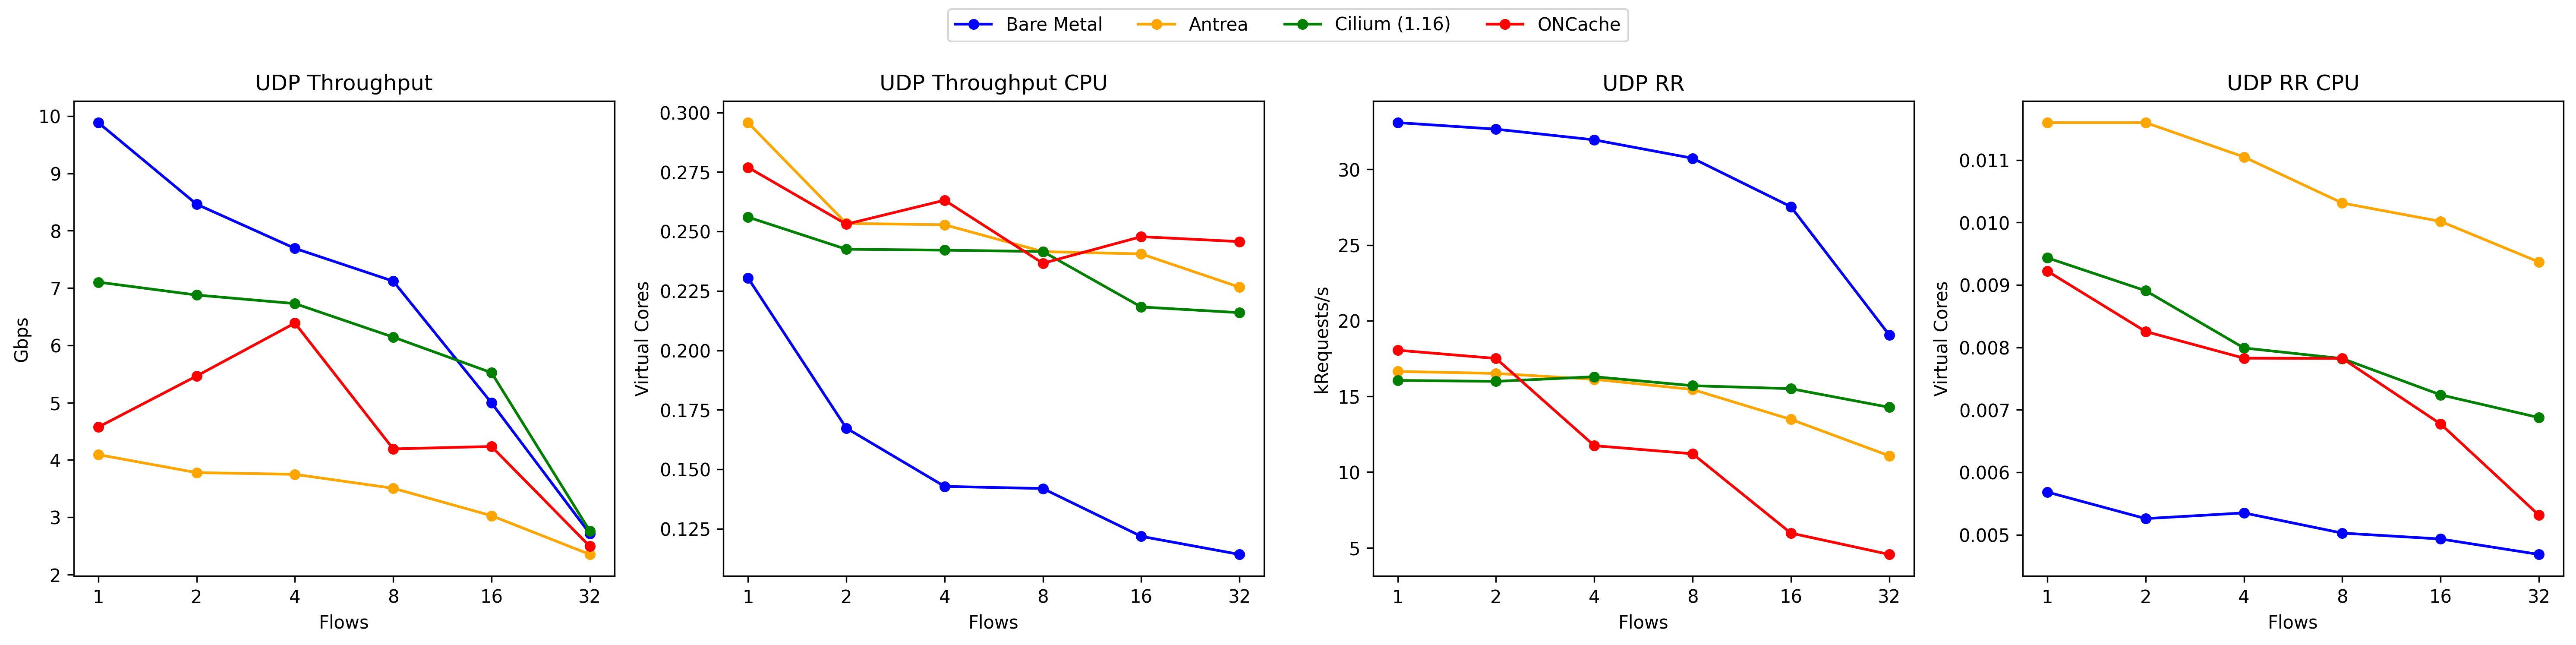 Bare Metal Antrea Cilium (1.16) ONCache
UDP Throughput
10
9
8
7
6
5
4
3
2
Gbps
1 2 4 8 16 32
Flows
UDP Throughput CPU
0.300
0.275
0.250
0.225
0.200
0.175
0.150
0.125
Virtual Cores
1 2 4 8 16 32
Flows
UDP RR
30
25
20
15
10
5
kRequests/s
1 2 4 8 16 32
Flows
UDP RR CPU
0.011
0.010
0.009
0.008
0.007
0.006
0.005
Virtual Cores
1 2 4 8 16 32
Flows